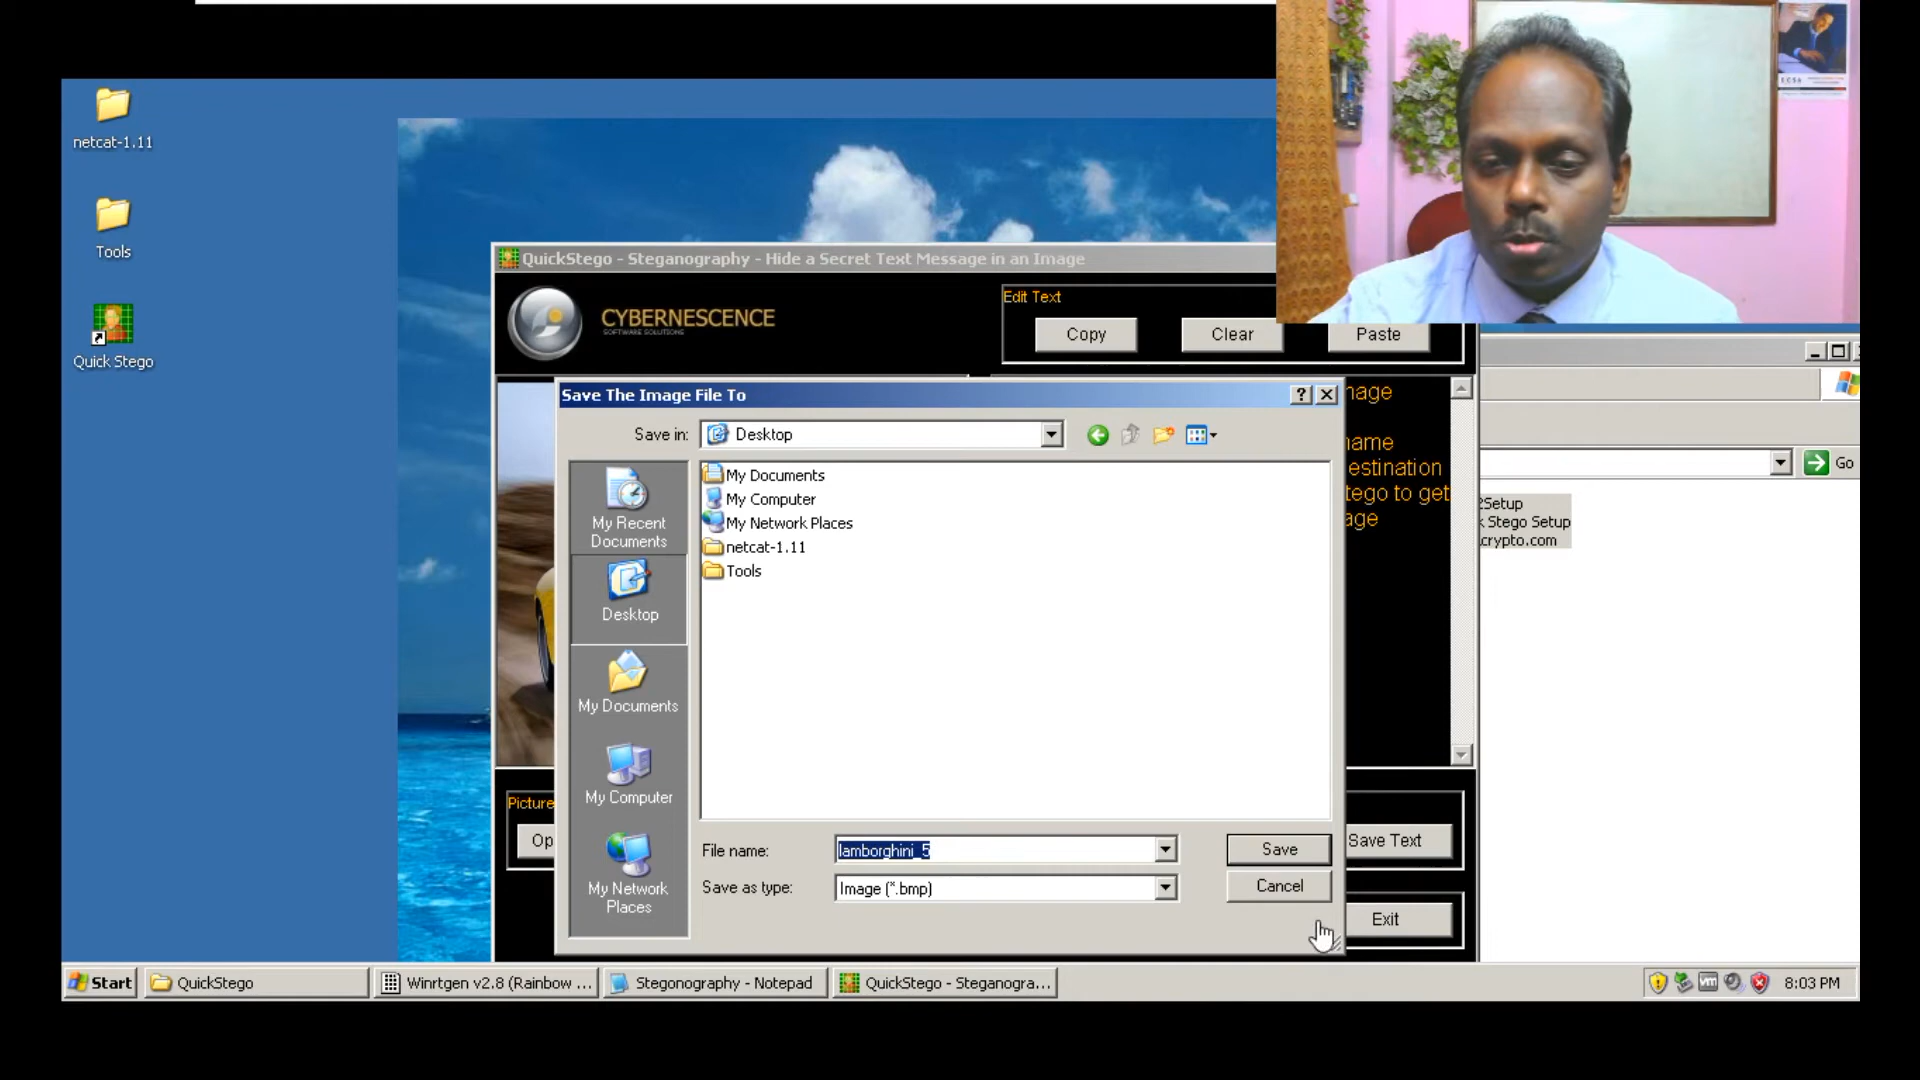 ECSA
netcat-1.11
Tools
Quick Stego
QuickStego - Steganography - Hide a Secret Text Message in an Image
CYBERNESCENCE
SOFTWARE SOLUTIONS
Edit Text
Copy
Clear
Paste
Save The Image File To
Save in:
Desktop
My Recent
Documents
Desktop
My Documents
My Computer
My Network
Places
My Documents
My Computer
My Network Places
netcat-1.11
Tools
File name:
lamborghini_5
Save
Save as type:
Image (*.bmp)
Cancel
nage
name
estination
tego to get
age
Go
Setup
Stego Setup
crypto.com
Picture
Op
Save Text
Exit
Start
QuickStego
Winrtgen v2.8 (Rainbow ...
Stegonography - Notepad
QuickStego - Steganogra...
vm
8:03 PM